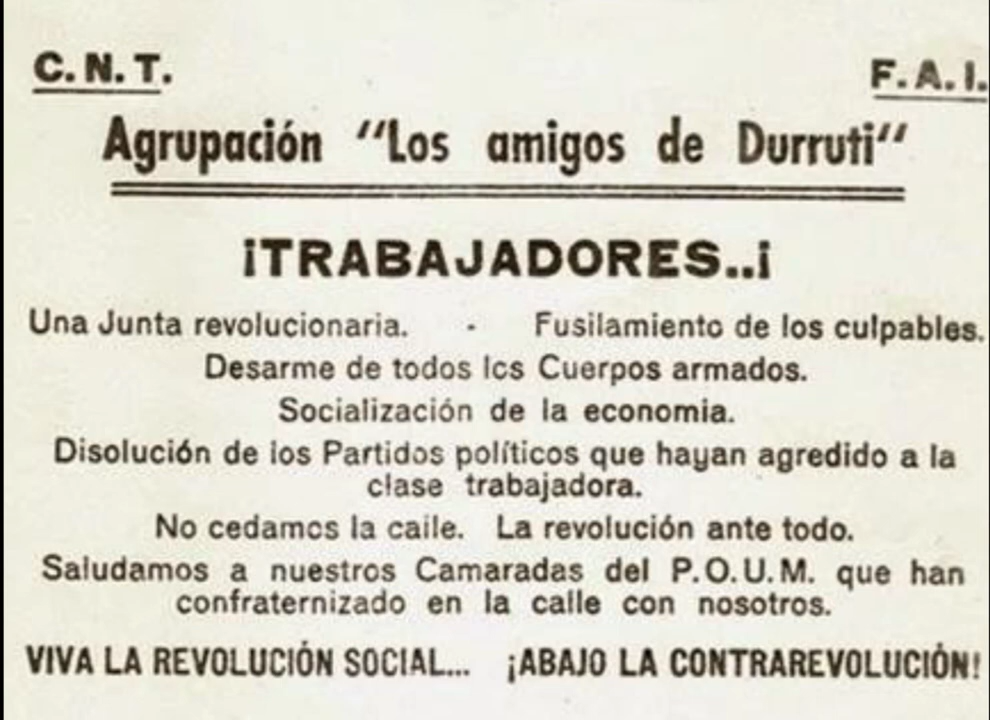 C. N. T. F. A. I.
Agrupación "Los amigos de Durruti"
¡TRABAJADORES..¡
Una Junta revolucionaria. - Fusilamiento de los culpables.
Desarme de todos los Cuerpos armados.
Socialización de la economia.
Disolución de los Partidos políticos que hayan agredido a la
clase trabajadora.
No cedamos la calle. La revolución ante todo.
Saludamos a nuestros Camaradas del P. O. U. M. que han
confraternizado en la calle con nosotros.
VIVA LA REVOLUCIÓN SOCIAL... ¡ABAJO LA CONTRAREVOLUCIÓN!